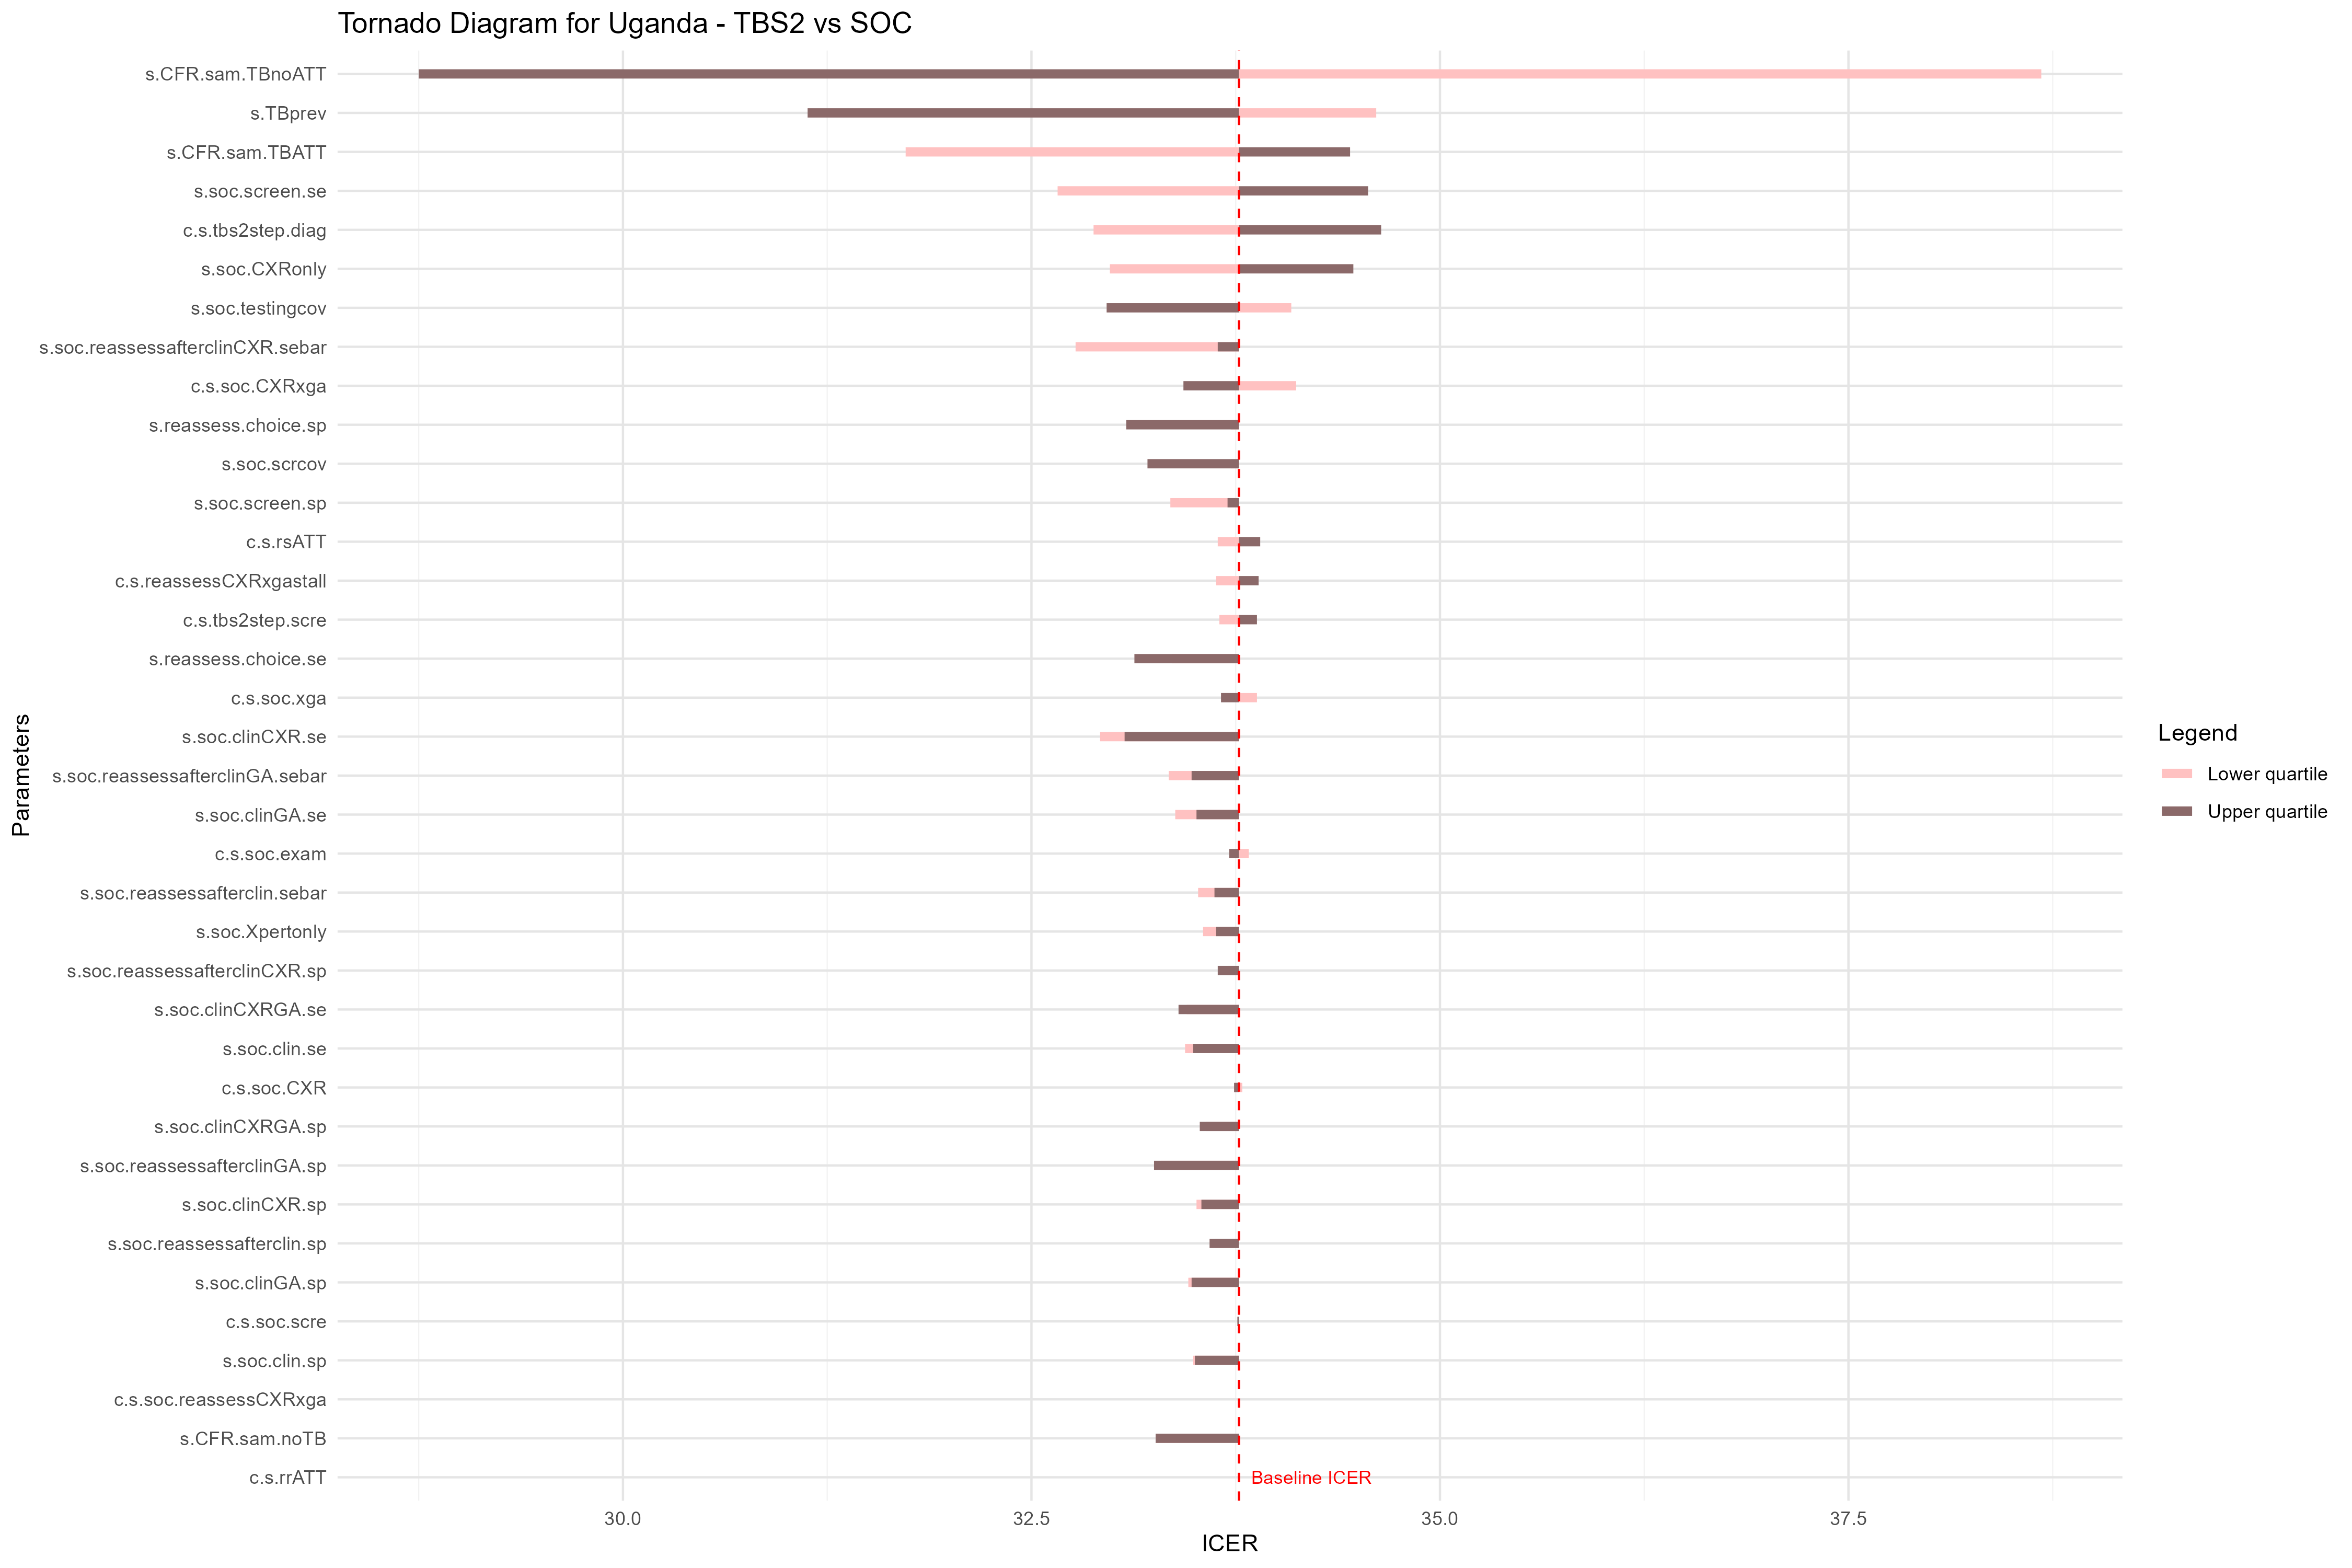 Tornado Diagram for Uganda - TBS2 vs SOC
s.CFR.sam.TBnoATT
s.TBprev
s.CFR.sam.TBATT
s.soc.screen.se
c.s.tbs2step.diag
s.soc.CXRonly
s.soc.testingcov
s.soc.reassessafterclinCXR.sebar
c.s.soc.CXRxga
s.reassess.choice.sp
s.soc.scrcov
s.soc.screen.sp
c.s.rsATT
c.s.reassessCXRxgastall
c.s.tbs2step.scre
s.reassess.choice.se
c.s.soc.xga
s.soc.clinCXR.se
s.soc.reassessafterclinGA.sebar
s.soc.clinGA.se
c.s.soc.exam
s.soc.reassessafterclin.sebar
s.soc.Xpertonly
s.soc.reassessafterclinCXR.sp
s.soc.clinCXRGA.se
s.soc.clin.se
c.s.soc.CXR
s.soc.clinCXRGA.sp
s.soc.reassessafterclinGA.sp
s.soc.clinCXR.sp
s.soc.reassessafterclin.sp
s.soc.clinGA.sp
c.s.soc.scre
s.soc.clin.sp
c.s.soc.reassessCXRxga
s.CFR.sam.noTB
c.s.rrATT
Parameters
Baseline ICER
30.0 32.5 35.0 37.5
ICER
Legend
Lower quartile
Upper quartile